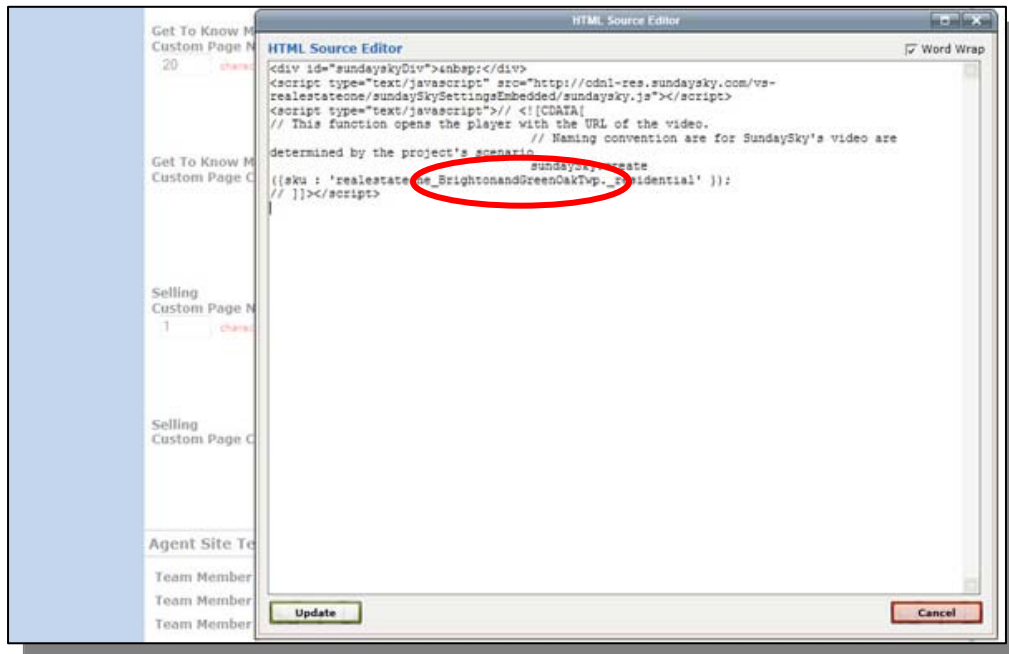 HTML Source Editor
HTML Source Editor
Word Wrap
<div id="sundayskyDiv">&nbsp;</div>
<script type="text/javascript" src="http://cdn1-res.sundaysky.com/vs-
realestateone/sundaySkySettingsEmbedded/sundaysky.js"></script>
<script type="text/javascript">// <![CDATA[
// This function opens the player with the URL of the video.
// Naming convention are for SundaySky's video are
determined by the project's scenario
({sku : 'realestateone_BrightonandGreenOakTwp._residential' });
// ]]></script>
Get To Know M
Custom Page N
20
Get To Know M
Custom Page C
Selling
Custom Page N
1
Selling
Custom Page C
Agent Site Te
Team Member
Team Member
Team Member
Update
Cancel